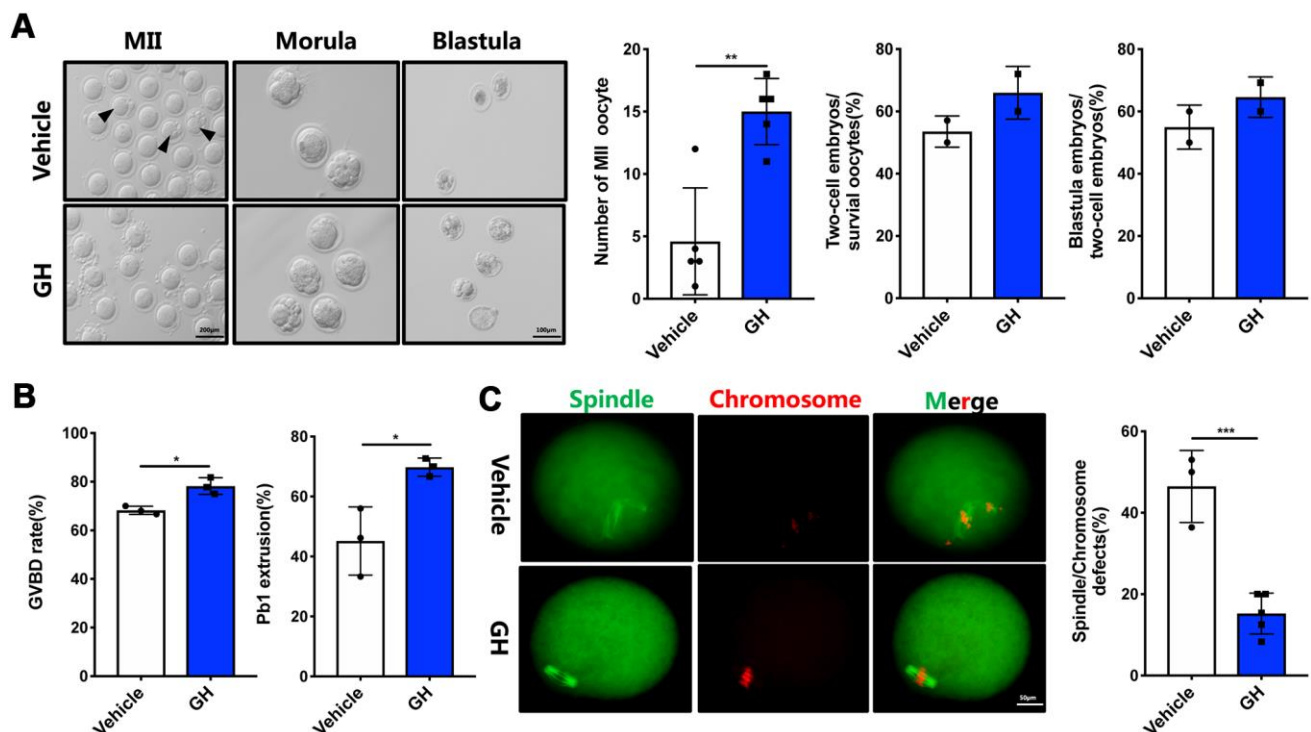 A
MII Morula Blastula
Vehicle
GH
200μm
100μm
Number of MII oocyte
20
15
10
5
0
**
Vehicle
GH
Two-cell embryos/
survial oocytes(%)
80
60
40
20
0
Vehicle
GH
Blastula embryos/
two-cell embryos(%)
80
60
40
20
0
Vehicle
GH
B
GVBD rate(%)
100
80
60
40
20
0
*
Vehicle
GH
Pb1 extrusion(%)
80
60
40
20
0
*
Vehicle
GH
C
Spindle Chromosome Merge
Vehicle
GH
50μm
Spindle/Chromosome
defects(%)
60
40
20
0
***
Vehicle
GH